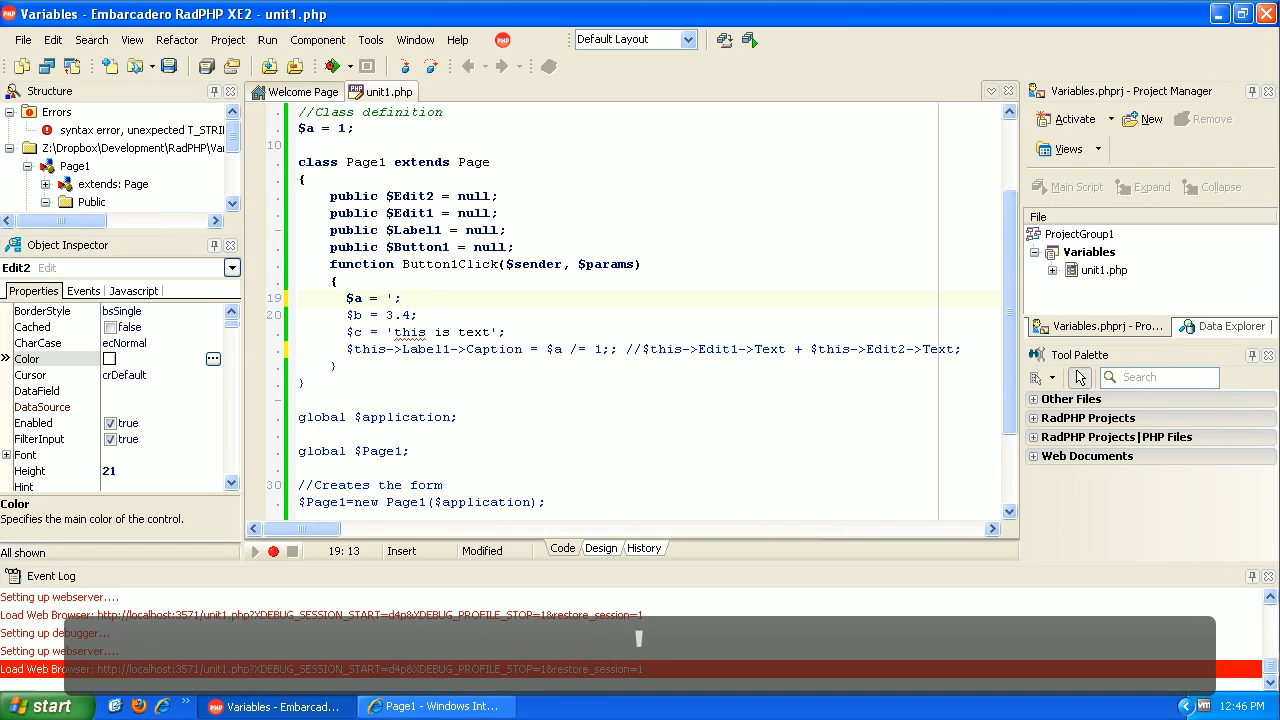 Variables - Embarcadero RadPHP XE2 - unit1.php
File Edit Search View Refactor Project Run Component Tools Window Help
Default Layout
Structure
Errors
syntax error, unexpected T_STRI
Z:\Dropbox\Development\RadPHP\Var
Page1
extends: Page
Public
Object Inspector
Edit2 Edit
Properties Events Javascript
BorderStyle bsSingle
Cached false
CharCase ecNormal
Color
Cursor crDefault
DataField
DataSource
Enabled true
FilterInput true
Font
Height 21
Hint
Color
Specifies the main color of the control.
All shown
Welcome Page unit1.php
//Class definition
$a = 1;
10
class Page1 extends Page
{
public $Edit2 = null;
public $Edit1 = null;
public $Label1 = null;
public $Button1 = null;
function Button1Click($sender, $params)
{
19 $a = ';
20 $b = 3.4;
$c = 'this is text';
$this->Label1->Caption = $a /= 1;; //$this->Edit1->Text + $this->Edit2->Text;
}
}
global $application;
global $Page1;
30 //Creates the form
$Page1=new Page1($application);
19: 13 Insert Modified Code Design History
Variables.phprj - Project Manager
Activate New Remove
Views
Main Script Expand Collapse
File
ProjectGroup1
Variables
unit1.php
Variables.phprj - Pro... Data Explorer
Tool Palette
Search
Other Files
RadPHP Projects
RadPHP Projects|PHP Files
Web Documents
Event Log
Setting up webserver....
Load Web Browser: http://localhost:3571/unit1.php?XDEBUG_SESSION_START=d4p&XDEBUG_PROFILE_STOP=1&restore_session=1
Setting up debugger...
Setting up webserver....
Load Web Browser: http://localhost:3571/unit1.php?XDEBUG_SESSION_START=d4p&XDEBUG_PROFILE_STOP=1&restore_session=1
'
start Variables - Embarcad... Page1 - Windows Int... 12:46 PM